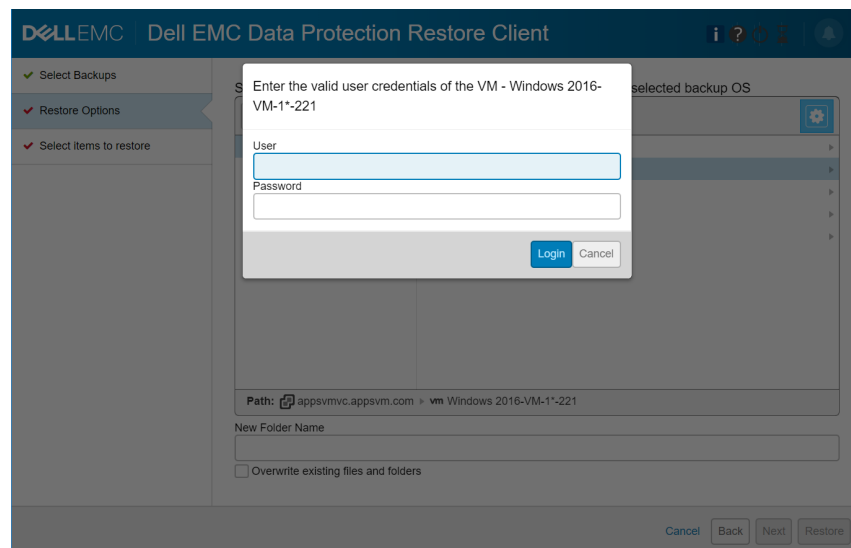 DELLEMC Dell EMC Data Protection Restore Client
Select Backups
Restore Options
Select items to restore
S
selected backup OS
Enter the valid user credentials of the VM - Windows 2016-
VM-1*-221
User
Password
Login Cancel
Path: appsvmvc.appsvm.com vm Windows 2016-VM-1*-221
New Folder Name
Overwrite existing files and folders
Cancel Back Next Restore